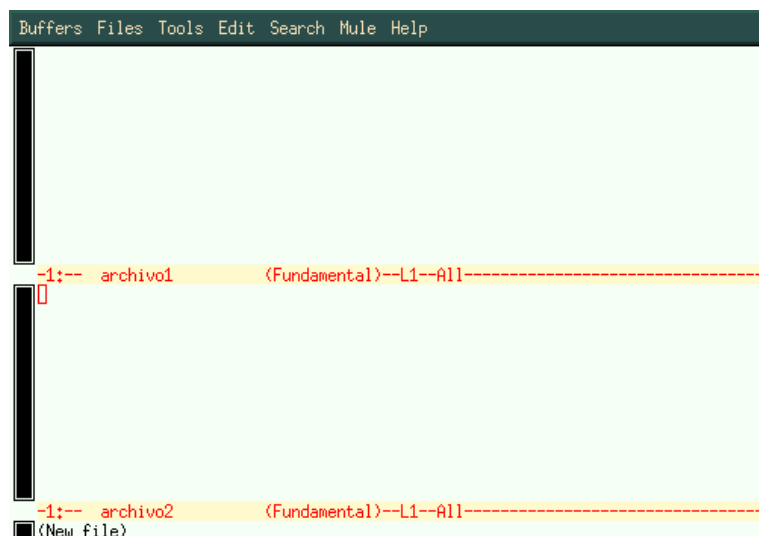 Buffers Files Tools Edit Search Mule Help
-1:-- archivo1 (Fundamental)--L1--All--------------------------------
-1:-- archivo2 (Fundamental)--L1--All--------------------------------
(New file)